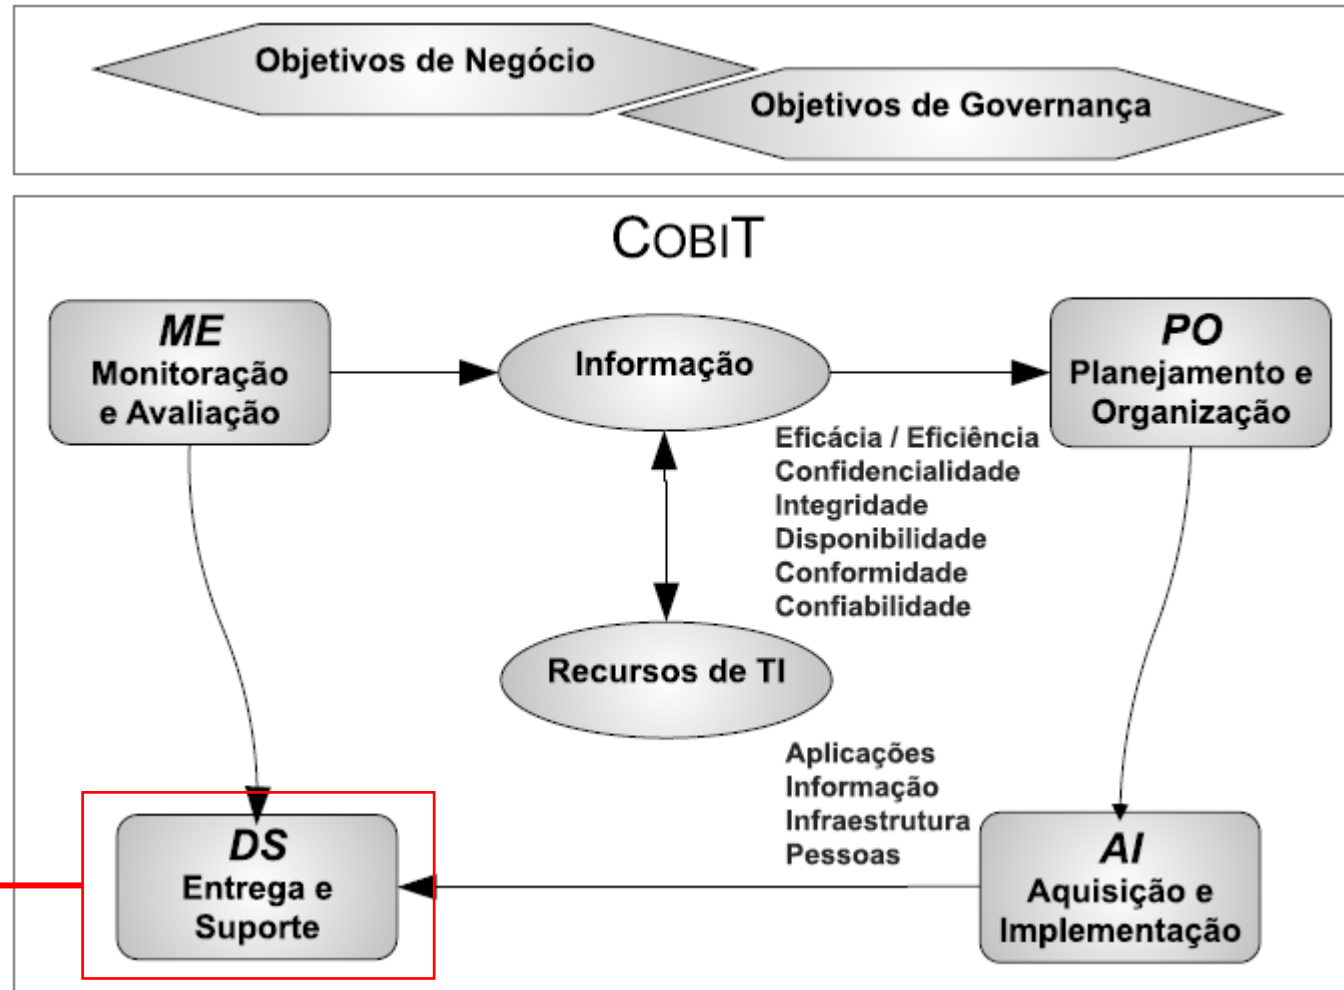 Objetivos de Negócio
Objetivos de Governança
COBIT
ME
Monitoração
e Avaliação
Informação
PO
Planejamento e
Organização
Eficácia / Eficiência
Confidencialidade
Integridade
Disponibilidade
Conformidade
Confiabilidade
Recursos de TI
Aplicações
Informação
Infraestrutura
Pessoas
DS
Entrega e
Suporte
AI
Aquisição e
Implementação